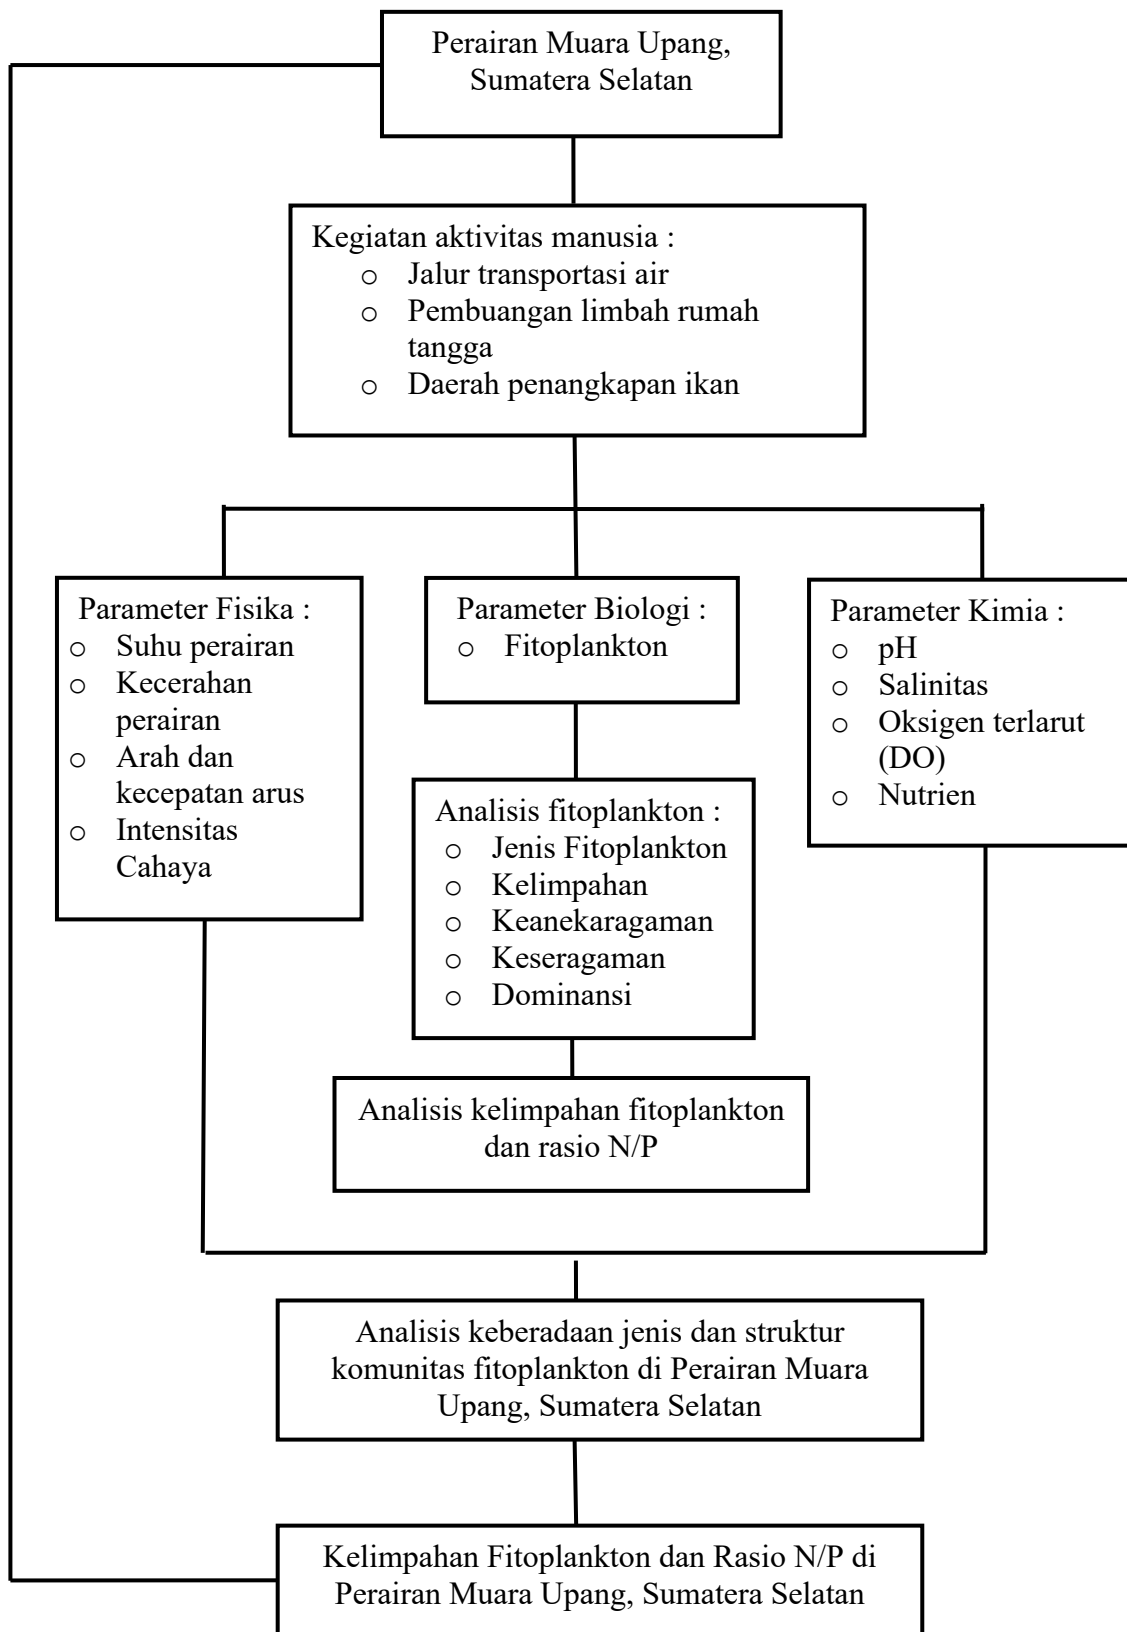 Perairan Muara Upang,
Sumatera Selatan
Kegiatan aktivitas manusia :
o Jalur transportasi air
o Pembuangan limbah rumah
tangga
o Daerah penangkapan ikan
Parameter Fisika :
o Suhu perairan
o Kecerahan
perairan
o Arah dan
kecepatan arus
o Intensitas
Cahaya
Parameter Biologi :
o Fitoplankton
Parameter Kimia :
o pH
o Salinitas
o Oksigen terlarut
(DO)
o Nutrien
Analisis fitoplankton :
o Jenis Fitoplankton
o Kelimpahan
o Keanekaragaman
o Keseragaman
o Dominansi
Analisis kelimpahan fitoplankton
dan rasio N/P
Analisis keberadaan jenis dan struktur
komunitas fitoplankton di Perairan Muara
Upang, Sumatera Selatan
Kelimpahan Fitoplankton dan Rasio N/P di
Perairan Muara Upang, Sumatera Selatan